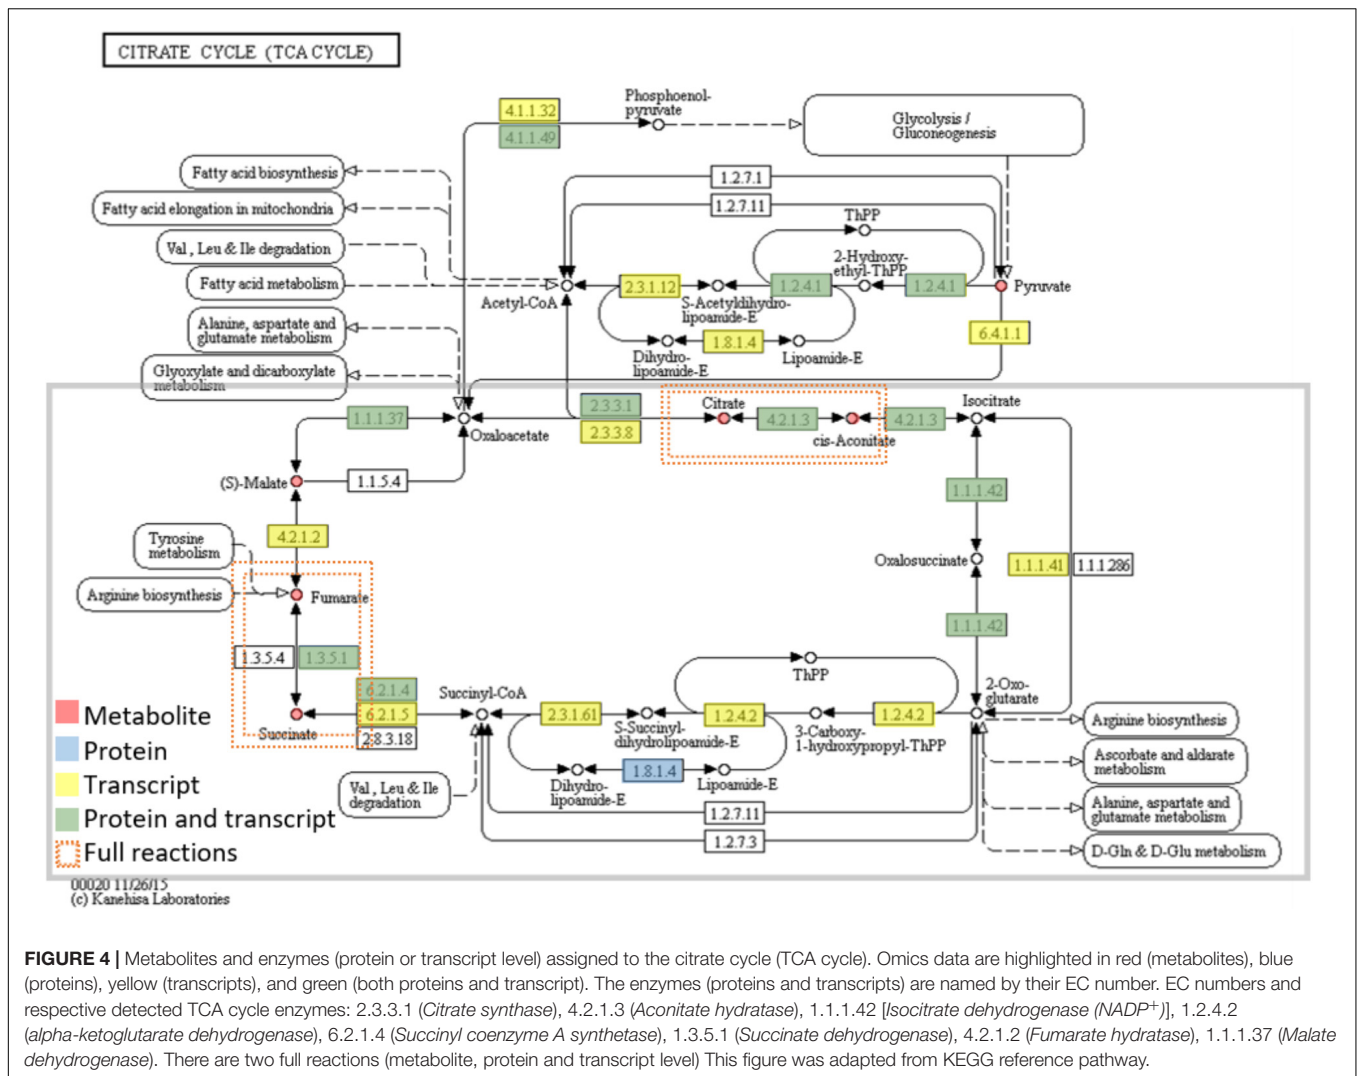 CITRATE CYCLE (TCA CYCLE)
4.1.1.32
4.1.1.49
Phosphoenol-
pyruvate
Glycolysis /
Gluconeogenesis
Fatty acid biosynthesis
Fatty acid elongation in mitochondria
Val , Leu & Ile degradation
Fatty acid metabolism
Alanine, aspartate and
glutamate metabolism
Glyoxylate and dicarboxylate
metabolism
1.2.7.1
1.2.7.11
ThPP
2-Hydroxy-
ethyl-ThPP
Acetyl-CoA
2.3.1.12
S-Acetyldihydro-
lipoamide-E
1.2.4.1
1.2.4.1
Pyruvate
Dihydro-
lipoamide-E
1.8.1.4
Lipoamide-E
6.4.1.1
1.1.1.37
Oxaloacetate
2.3.3.1
2.3.3.8
Citrate
4.2.1.3
cis-Aconitate
4.2.1.3
Isocitrate
(S)-Malate
1.1.5.4
1.1.1.42
4.2.1.2
Tyrosine
metabolism
Oxalosuccinate
1.1.1.41
1.1.1.286
Arginine biosynthesis
Fumarate
1.1.1.42
1.3.5.4
1.3.5.1
ThPP
6.2.1.4
6.2.1.5
2.8.3.18
Succinate
Succinyl-CoA
2.3.1.61
S-Succinyl-
dihydrolipoamide-E
1.2.4.2
3-Carboxy-
1-hydroxypropyl-ThPP
1.2.4.2
2-Oxo-
glutarate
Arginine biosynthesis
Ascorbate and aldarate
metabolism
Alanine, aspartate and
glutamate metabolism
D-Gln & D-Glu metabolism
Val , Leu & Ile
degradation
Dihydro-
lipoamide-E
1.8.1.4
Lipoamide-E
1.2.7.11
1.2.7.3
Metabolite
Protein
Transcript
Protein and transcript
Full reactions
00020 11/26/15
(c) Kanehisa Laboratories
FIGURE 4 | Metabolites and enzymes (protein or transcript level) assigned to the citrate cycle (TCA cycle). Omics data are highlighted in red (metabolites), blue
(proteins), yellow (transcripts), and green (both proteins and transcript). The enzymes (proteins and transcripts) are named by their EC number. EC numbers and
respective detected TCA cycle enzymes: 2.3.3.1 (Citrate synthase), 4.2.1.3 (Aconitate hydratase), 1.1.1.42 [Isocitrate dehydrogenase (NADP+)], 1.2.4.2
(alpha-ketoglutarate dehydrogenase), 6.2.1.4 (Succinyl coenzyme A synthetase), 1.3.5.1 (Succinate dehydrogenase), 4.2.1.2 (Fumarate hydratase), 1.1.1.37 (Malate
dehydrogenase). There are two full reactions (metabolite, protein and transcript level) This figure was adapted from KEGG reference pathway.